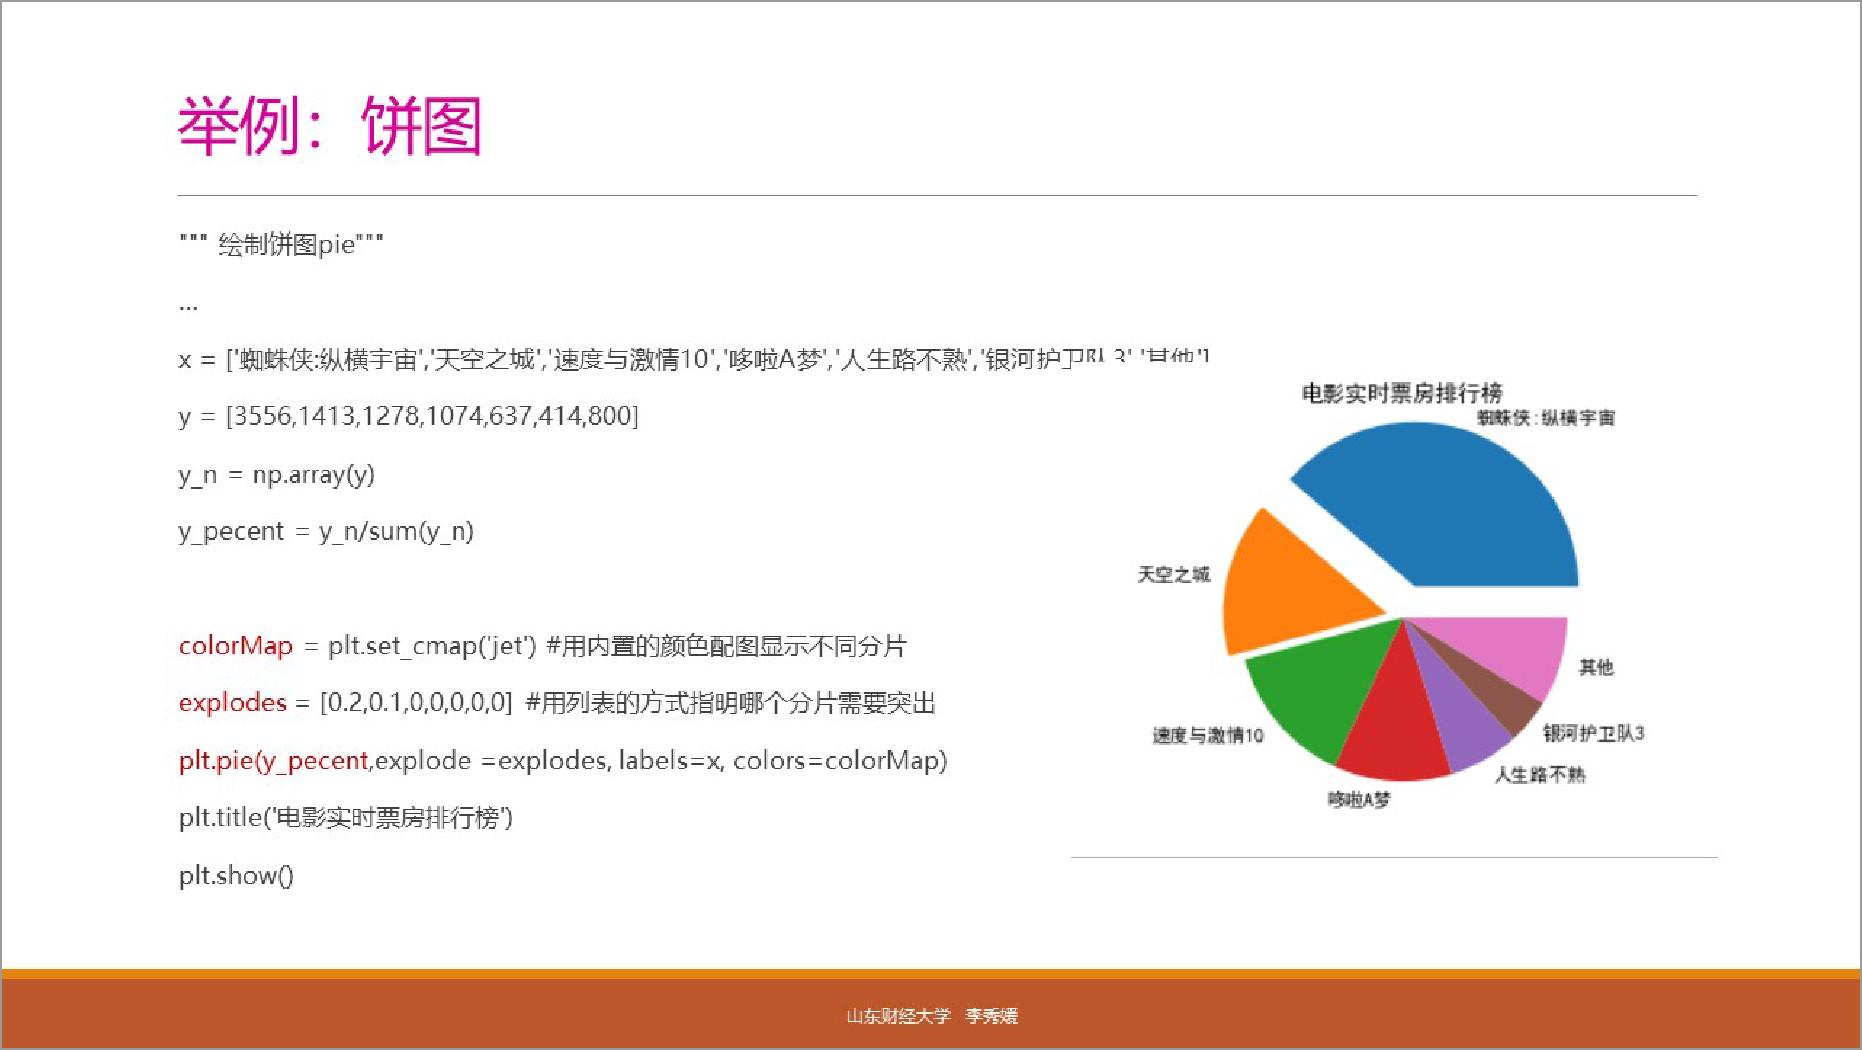 举例：饼图
""" 绘制饼图pie"""
...
x = ['蜘蛛侠:纵横宇宙','天空之城','速度与激情10','哆啦A梦','人生路不熟','银河护卫队3','其他']
y = [3556,1413,1278,1074,637,414,800]
y_n = np.array(y)
y_pecent = y_n/sum(y_n)
colorMap = plt.set_cmap('jet') #用内置的颜色配图显示不同分片
explodes = [0.2,0.1,0,0,0,0,0] #用列表的方式指明哪个分片需要突出
plt.pie(y_pecent,explode =explodes, labels=x, colors=colorMap)
plt.title('电影实时票房排行榜')
plt.show()
电影实时票房排行榜
蜘蛛侠:纵横宇宙
天空之城
其他
速度与激情10
银河护卫队3
人生路不熟
哆啦A梦
山东财经大学 李秀媛